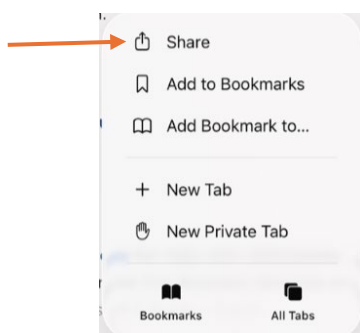 Share
Add to Bookmarks
Add Bookmark to...
New Tab
New Private Tab
Bookmarks All Tabs